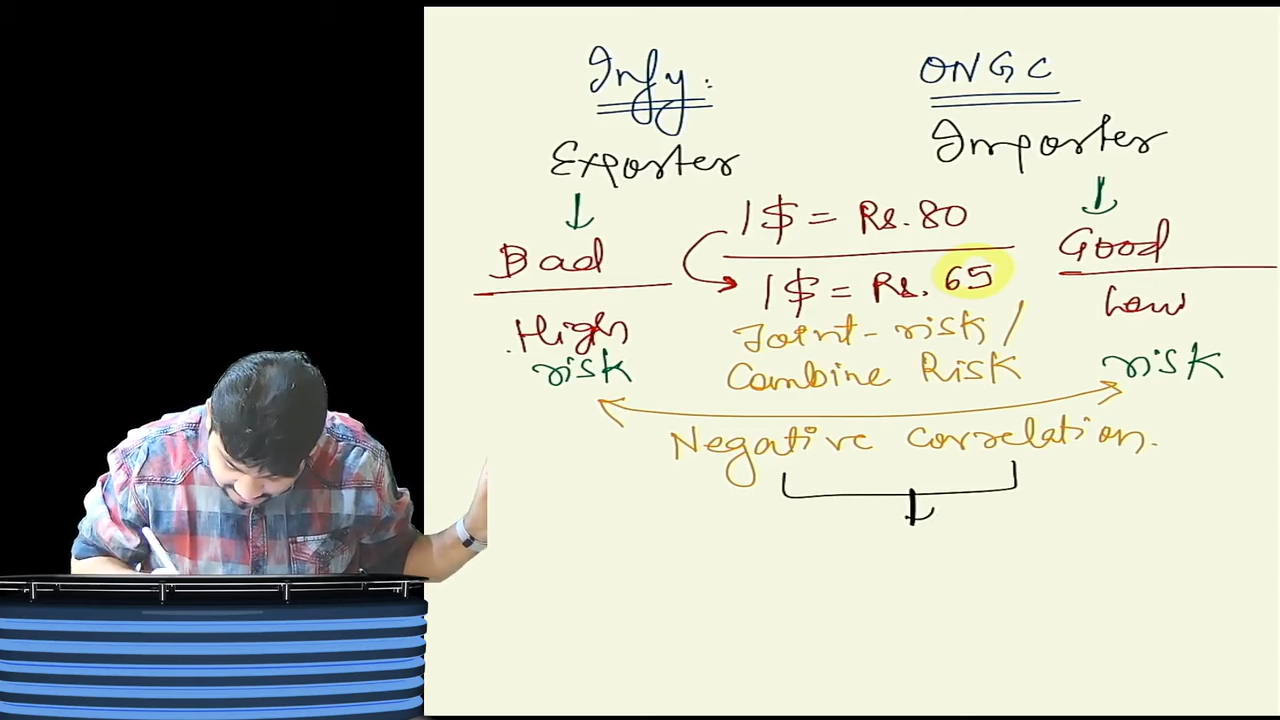 Infy:
ONGC
Exporter
Importer
1$ = Rs. 80
Bad
Good
1$ = Rs. 65
High
risk
Joint-risk /
Combine Risk
Low
risk
Negative correlation.